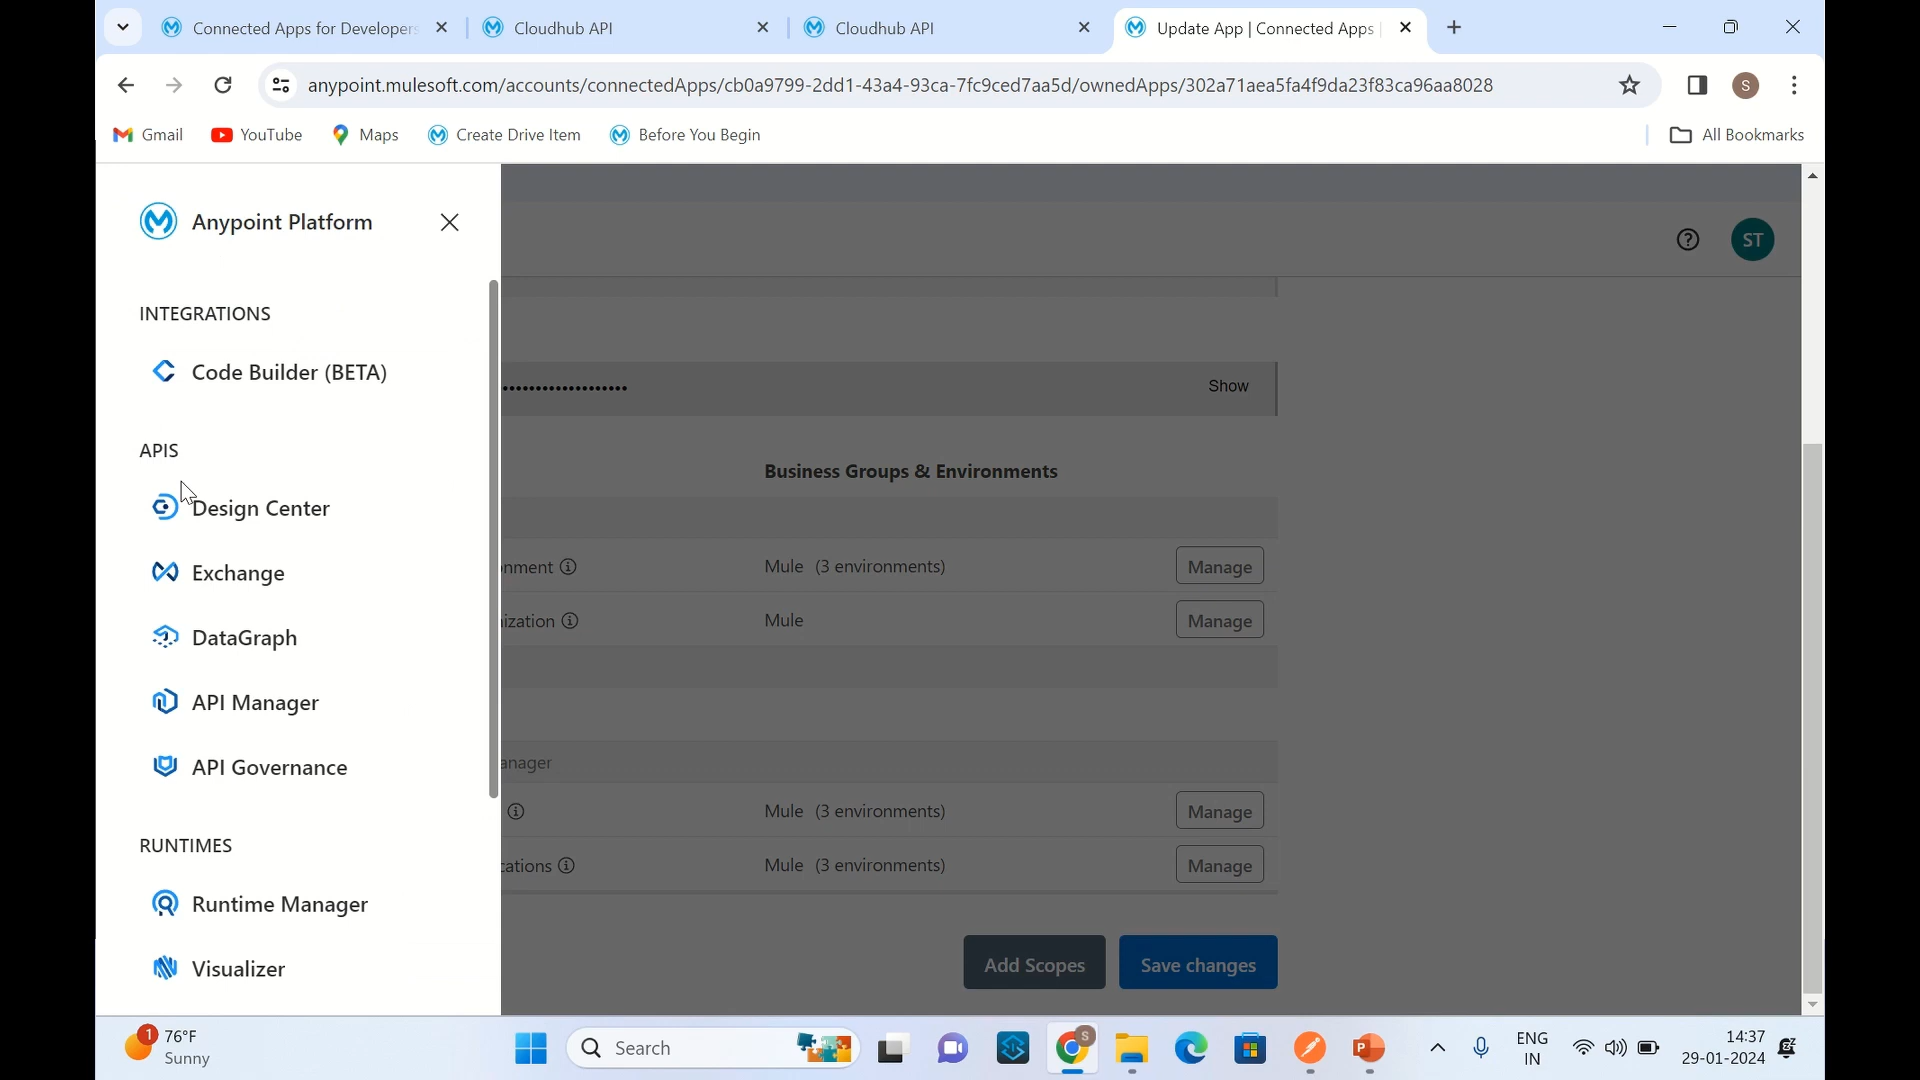 Connected Apps for Developers
Cloudhub API
Cloudhub API
Update App | Connected Apps |
anypoint.mulesoft.com/accounts/connectedApps/cb0a9799-2dd1-43a4-93ca-7fc9ced7aa5d/ownedApps/302a71aea5fa4f9da23f83ca96aa8028
S
Gmail
YouTube
Maps
Create Drive Item
Before You Begin
All Bookmarks
Anypoint Platform
ST
INTEGRATIONS
Code Builder (BETA)
Show
APIS
Business Groups & Environments
Design Center
nment
Mule (3 environments)
Manage
Exchange
ization
Mule
Manage
DataGraph
API Manager
anager
API Governance
Mule (3 environments)
Manage
RUNTIMES
cations
Mule (3 environments)
Manage
Runtime Manager
Visualizer
Add Scopes
Save changes
1
76°F
Sunny
Search
S
P
ENG
IN
14:37
29-01-2024